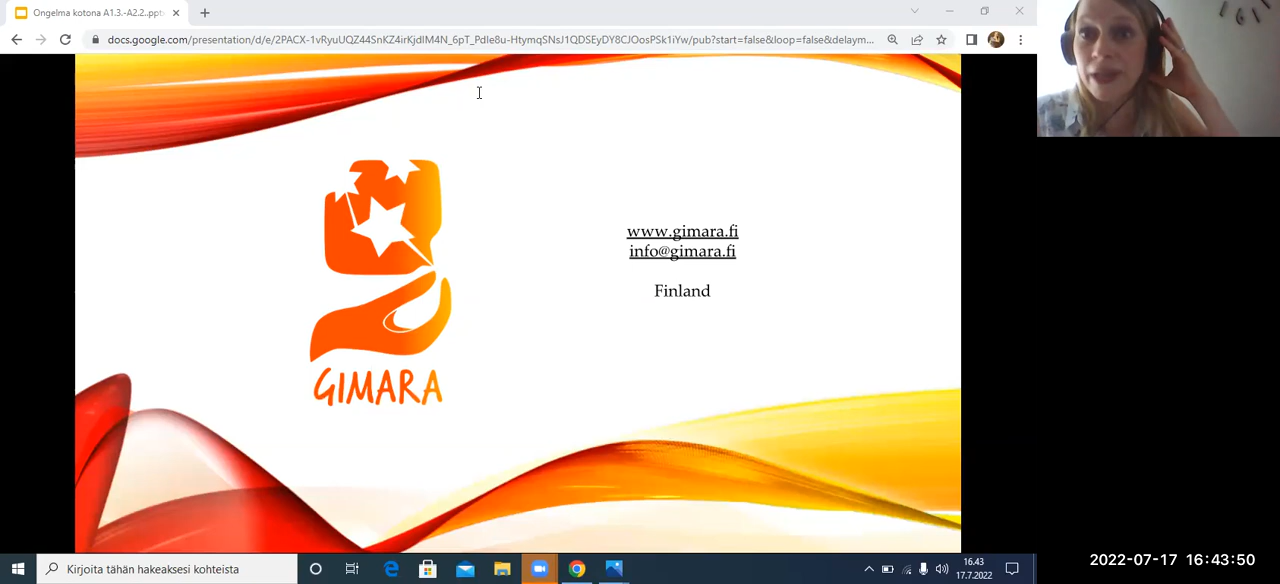 Ongelma kotona A1.3.-A2.2..ppt
docs.google.com/presentation/d/e/2PACX-1vRyuUQZ44SnKZ4irKjdIM4N_6pT_PdIe8u-HtymqSNsJ1QDSEyDY8CJOosPSk1iYw/pub?start=false&loop=false&delaym...
www.gimara.fi
info@gimara.fi
Finland
GIMARA
Kirjoita tähän hakeaksesi kohteista
16.43
17.7.2022
2022-07-17 16:43:50